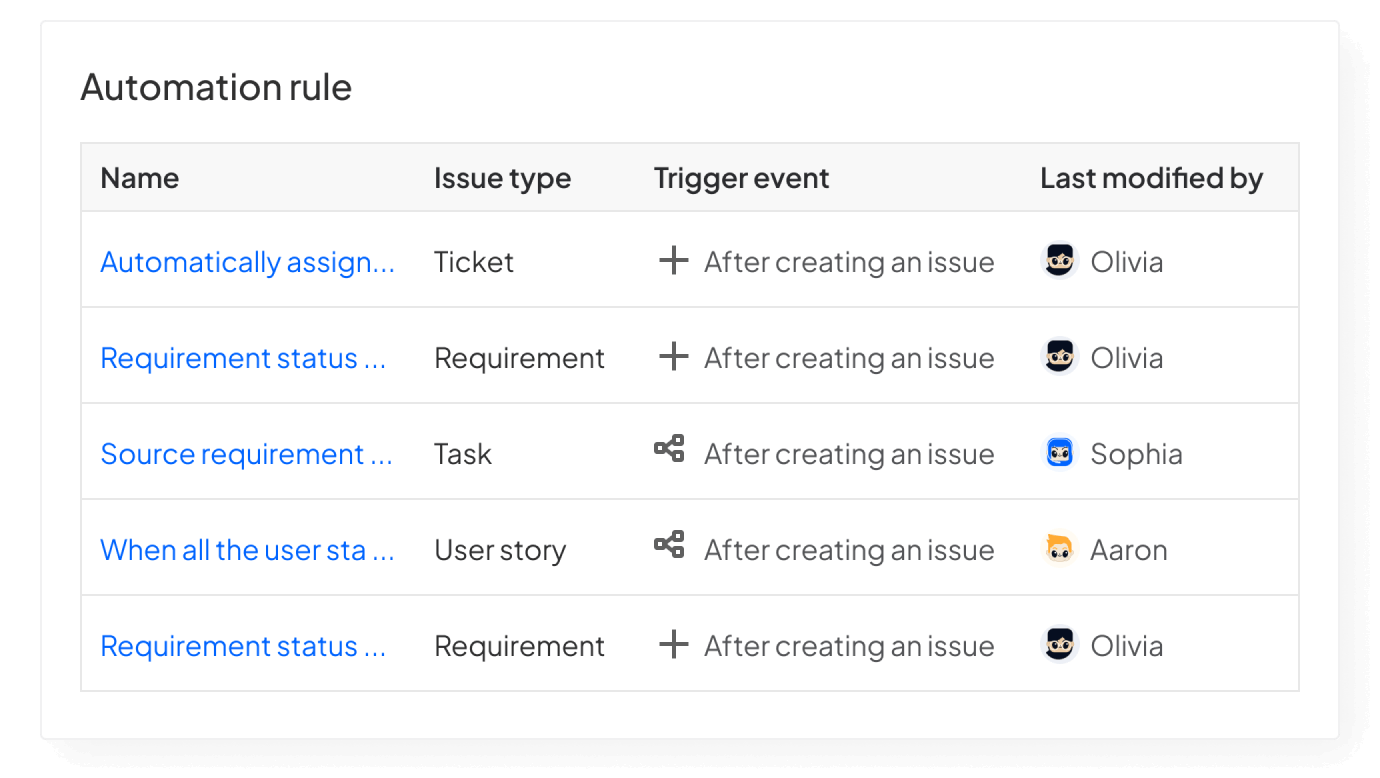 Automation rule
Name Issue type Trigger event Last modified by
Automatically assign... Ticket After creating an issue Olivia
Requirement status ... Requirement After creating an issue Olivia
Source requirement ... Task After creating an issue Sophia
When all the user sta ... User story After creating an issue Aaron
Requirement status ... Requirement After creating an issue Olivia